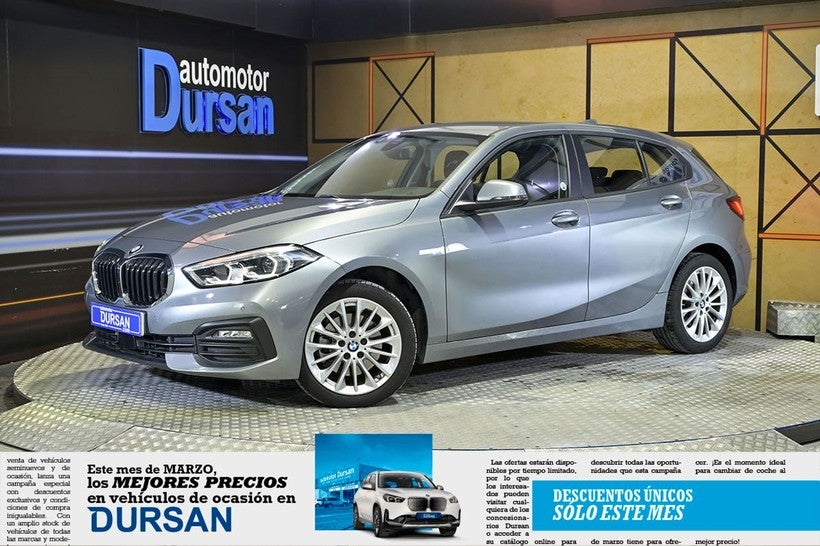 automotor
Dursan
DURSAN
venta de vehículos
seminuevos y de
ocasión, lanza una
campaña especial
con descuentos
exclusivos y condi-
ciones de compra
inigualables. Con
un amplio stock de
vehículos de todas
las marcas y mode-
Este mes de MARZO,
los MEJORES PRECIOS
en vehículos de ocasión en
DURSAN
automotor Dursan
Las ofertas estarán dispo-
nibles por tiempo limitado,
por lo que
los interesa-
dos pueden
visitar cual-
quiera de los
concesiona-
rios Dursan
o acceder a
su catálogo online para
descubrir todas las oportu-
nidades que esta campaña
cer. ¡Es el momento ideal
para cambiar de coche al
DESCUENTOS ÚNICOS
SÓLO ESTE MES
de marzo tiene para ofre-
mejor precio!